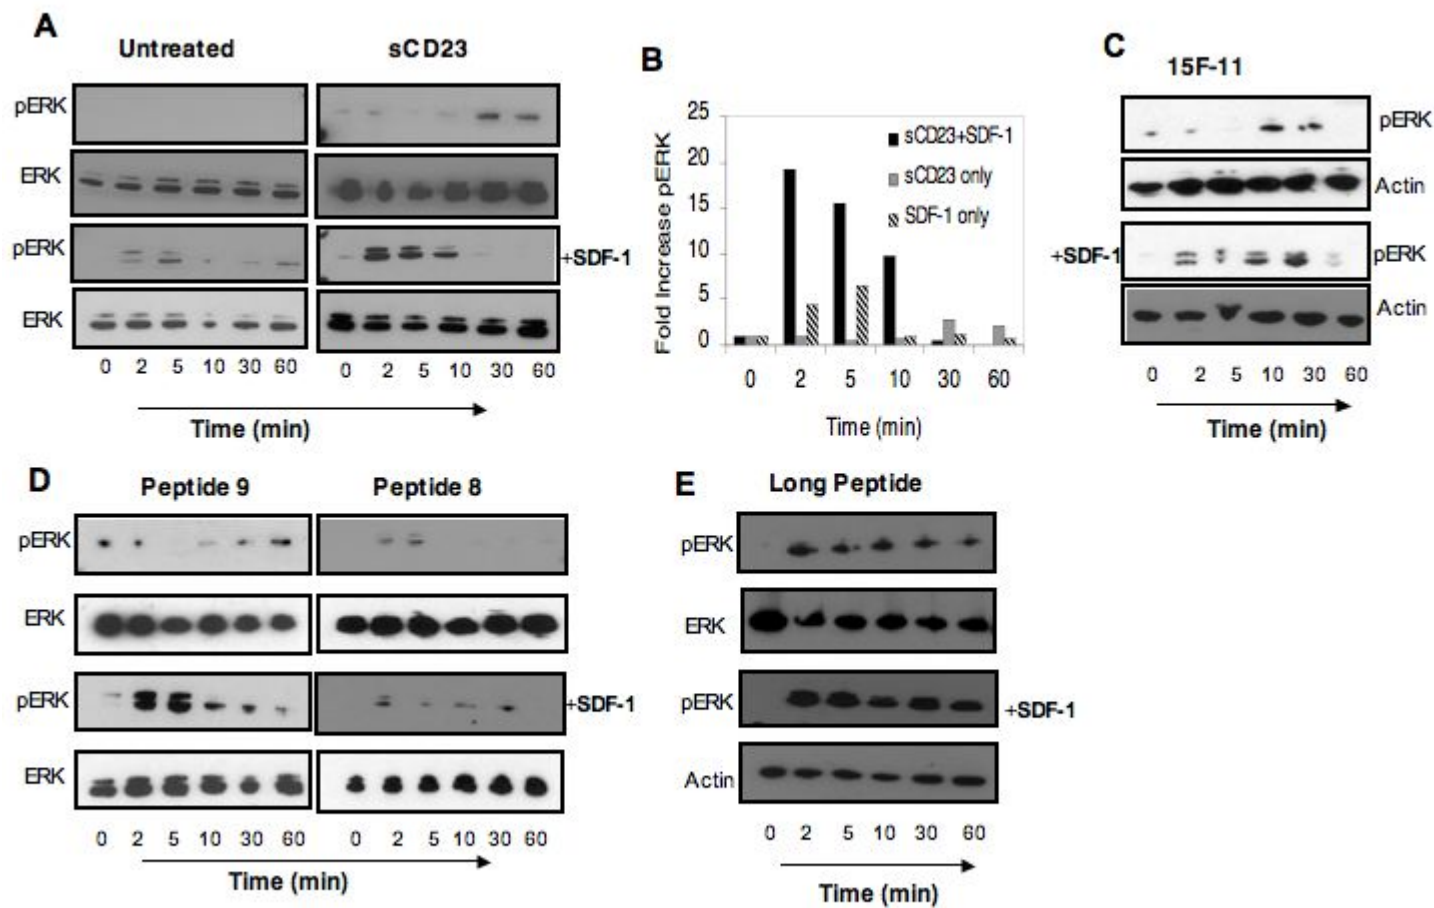 A
Untreated
sCD23
pERK
ERK
pERK
+SDF-1
ERK
0 2 5 10 30 60
0 2 5 10 30 60
Time (min)
B
Fold Increase pERK
25
20
15
10
5
0
sCD23+SDF-1
sCD23 only
SDF-1 only
0 2 5 10 30 60
Time (min)
C
15F-11
pERK
Actin
+SDF-1
pERK
Actin
0 2 5 10 30 60
Time (min)
D
Peptide 9
Peptide 8
pERK
ERK
pERK
+SDF-1
ERK
0 2 5 10 30 60
0 2 5 10 30 60
Time (min)
E
Long Peptide
pERK
ERK
pERK
+SDF-1
Actin
0 2 5 10 30 60
Time (min)